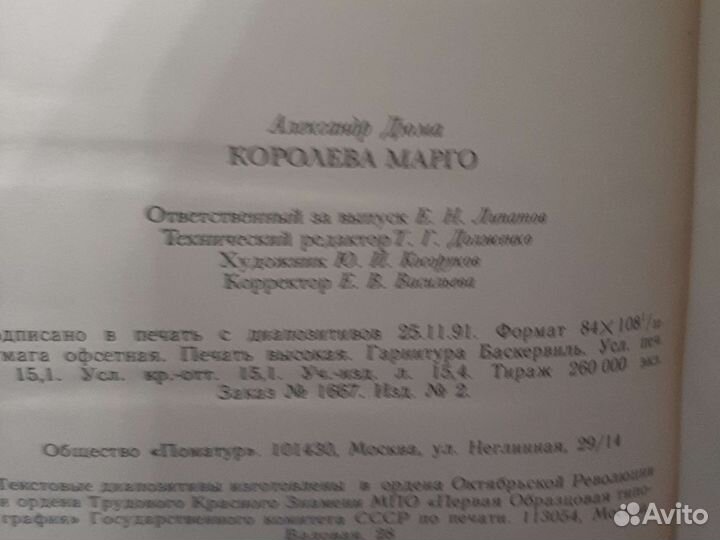 Александр Дюма
КОРОЛЕВА МАРГО
Ответственный за выпуск Е. Н. Липатов
Технический редактор Г. Г. Долженко
Художник Ю. И. Косоруков
Корректор Е. В. Васильева
одписано в печать с диапозитивов 25.11.91. Формат 84×108¹/
мага офсетная. Печать высокая. Гарнитура Баскервиль. Усл. печ.
15,1. Усл. кр.-отт. 15,1. Уч.-изд. л. 15,4. Тираж 260 000 экз.
Заказ № 1667. Изд. № 2.
Общество 101430, Москва, ул. Неглинная, 29/14
Текстовые диапозитивы изготовлены в ордена Октябрьской Революции
и ордена Трудового Красного Знамени МПО «Первая Образцовая типо-
графия» Государственного комитета СССР по печати. 113054, Мо
Валовая, 28
Avito